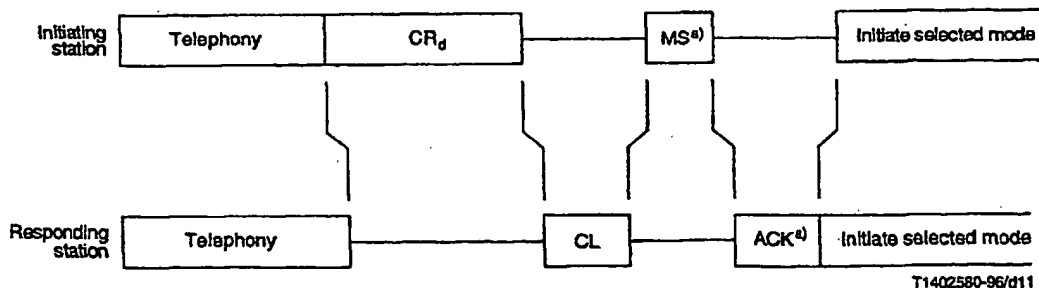 Initiating station
Telephony
CRd
MSa)
Initiate selected mode
Responding station
Telephony
CL
ACKa)
Initiate selected mode
T1402580-96/d11